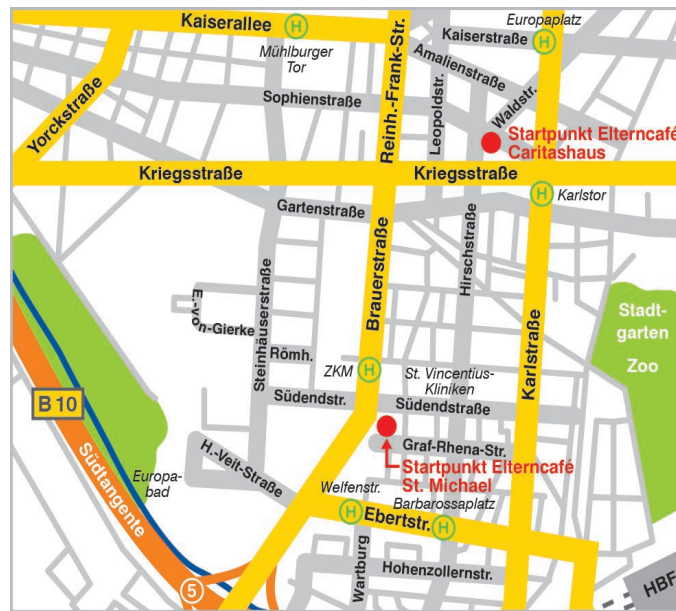 Kaiserallee
Europaplatz
Kaiserstraße
Mühlburger
Tor
Reinh.-Frank-Str.
Amalienstraße
Yorckstraße
Sophienstraße
Leopoldstr.
Waldstr.
Startpunkt Elterncafé
Caritashaus
Kriegsstraße
Kriegsstraße
Karlstor
Gartenstraße
Hirschstraße
Brauerstraße
Steinhäuserstraße
E.-von-Gierke
Stadt-
garten
Zoo
Karlstraße
Römh.
ZKM
St. Vincentius-
Kliniken
B 10
Südendstr.
Südendstraße
Südtangente
H.-Veit-Straße
Graf-Rhena-Str.
Startpunkt Elterncafé
St. Michael
Europa-
bad
Welfenstr.
Barbarossaplatz
Ebertstr.
Wartburg
Hohenzollernstr.
HBF
5
H
H
H
H
H
H